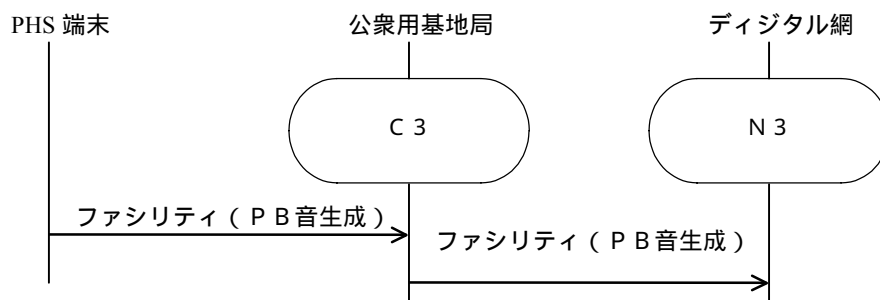 PHS 端末
公衆用基地局
ディジタル網
C 3
N 3
ファシリティ（ＰＢ音生成）
ファシリティ（ＰＢ音生成）